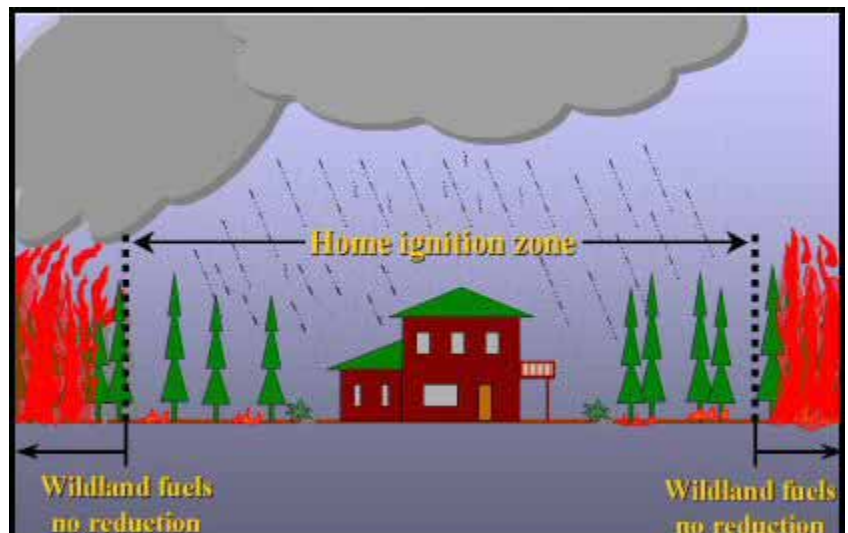 Home ignition zone
Wildland fuels
no reduction
Wildland fuels
no reduction